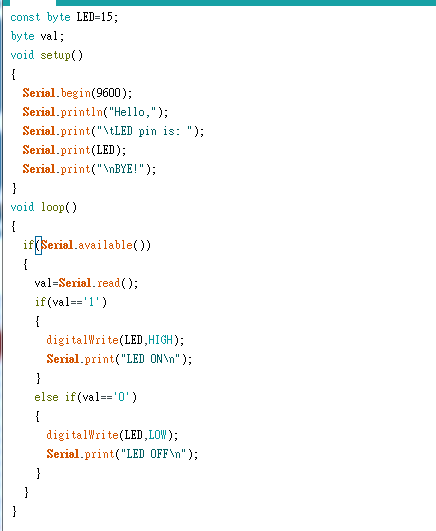 const byte LED=15;
byte val;
void setup()
{
  Serial.begin(9600);
  Serial.println("Hello,");
  Serial.print("\tLED pin is: ");
  Serial.print(LED);
  Serial.print("\nBYE!");
}
void loop()
{
  if(Serial.available())
  {
    val=Serial.read();
    if(val=='1')
    {
      digitalWrite(LED,HIGH);
      Serial.print("LED ON\n");
    }
    else if(val=='0')
    {
      digitalWrite(LED,LOW);
      Serial.print("LED OFF\n");
    }
  }
}